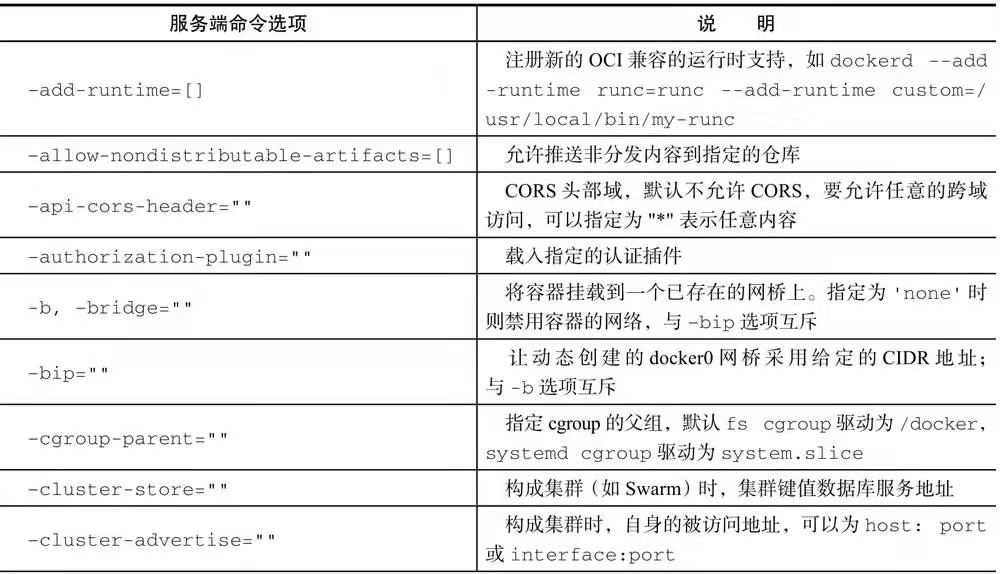 服务端命令选项
说 明
-add-runtime=[]
注册新的 OCI 兼容的运行时支持，如 dockerd --add
-runtime runc=runc --add-runtime custom=/
usr/local/bin/my-runc
-allow-nondistributable-artifacts=[]
允许推送非分发内容到指定的仓库
-api-cors-header=""
CORS 头部域，默认不允许 CORS，要允许任意的跨域
访问，可以指定为 "*" 表示任意内容
-authorization-plugin=""
载入指定的认证插件
-b, -bridge=""
将容器挂载到一个已存在的网桥上。指定为 'none' 时
则禁用容器的网络，与 -bip 选项互斥
-bip=""
让动态创建的 docker0 网桥采用给定的 CIDR 地址；
与 -b 选项互斥
-cgroup-parent=""
指定 cgroup 的父组，默认 fs cgroup 驱动为 /docker，
systemd cgroup 驱动为 system.slice
-cluster-store=""
构成集群（如 Swarm）时，集群键值数据库服务地址
-cluster-advertise=""
构成集群时，自身的被访问地址，可以为 host： port
或 interface:port